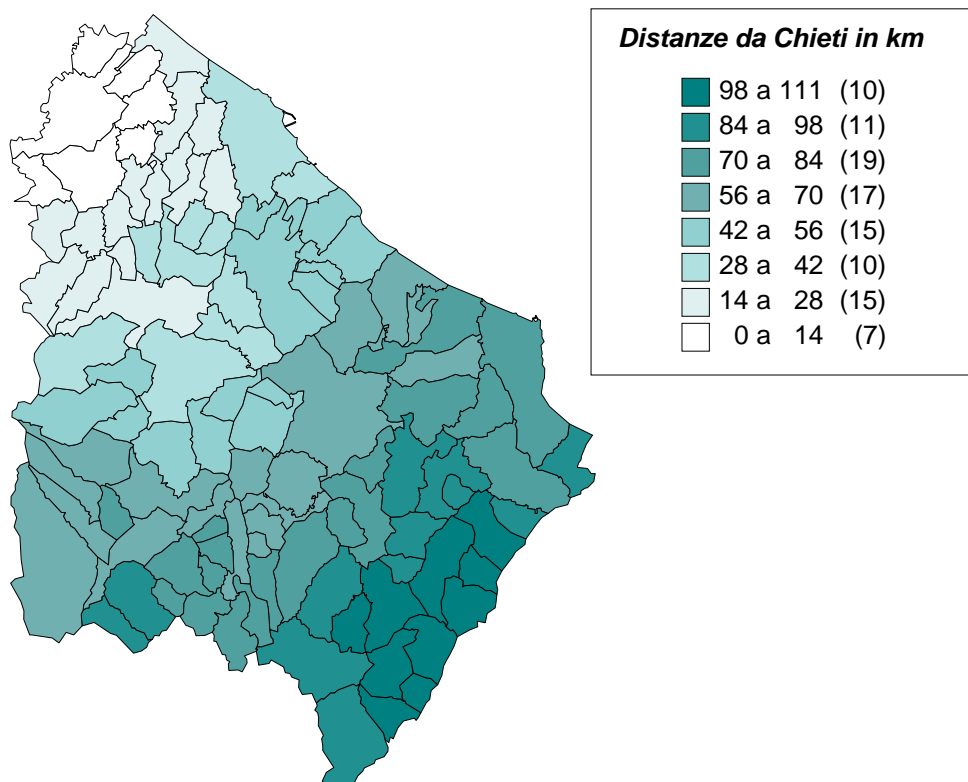 Distanze da Chieti in km
98 a 111 (10)
84 a 98 (11)
70 a 84 (19)
56 a 70 (17)
42 a 56 (15)
28 a 42 (10)
14 a 28 (15)
0 a 14 (7)